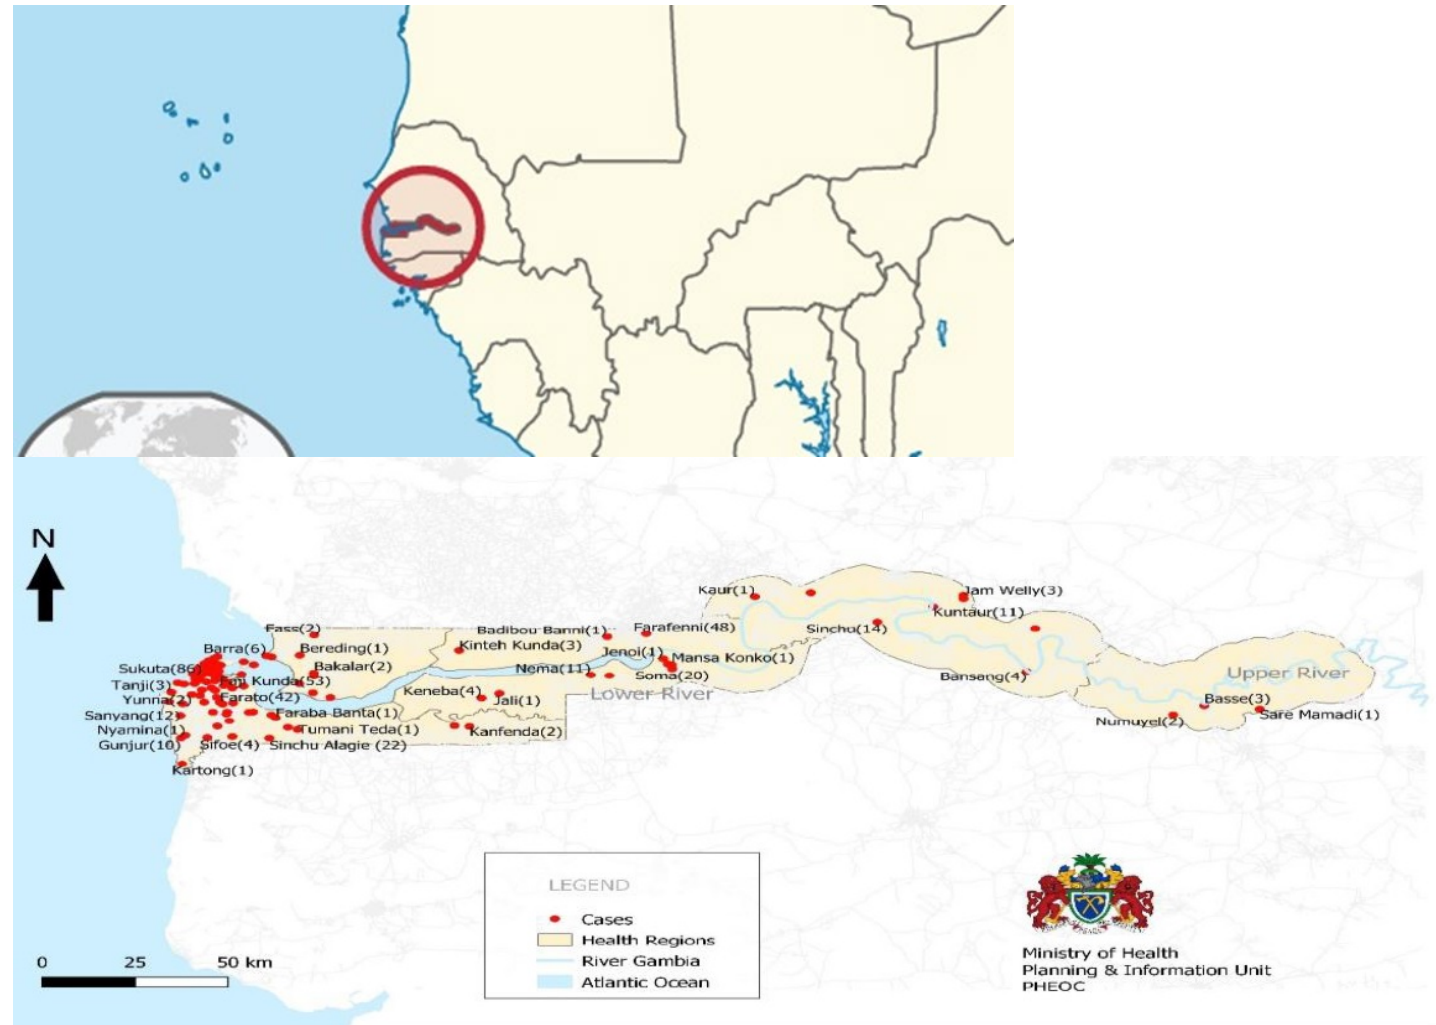 N
Kaur(1)
Jam Welly(3)
Kuntaur(11)
Fass(2)
Badibou Banni(1)
Farafenni(48)
Sinchu(14)
Barra(6)
Bereding(1)
Kinteh Kunda(3)
Jenoi(1)
Mansa Konko(1)
Sukuta(86)
Bakalar(2)
Nema(11)
Soma(20)
Bansang(4)
Upper River
Tanji(3)
Kunda(53)
Keneba(4)
Lower River
Yunna(2)
Farato(42)
Jali(1)
Basse(3)
Sanyang(12)
Faraba Banta(1)
Numuyel(2)
Sare Mamadi(1)
Nyamina(1)
Tumani Teda(1)
Kanfenda(2)
Gunjur(10)
Sifoe(4)
Sinchu Alagie (22)
Kartong(1)
LEGEND
Cases
Health Regions
River Gambia
Atlantic Ocean
0 25 50 km
Ministry of Health
Planning & Information Unit
PHEOC